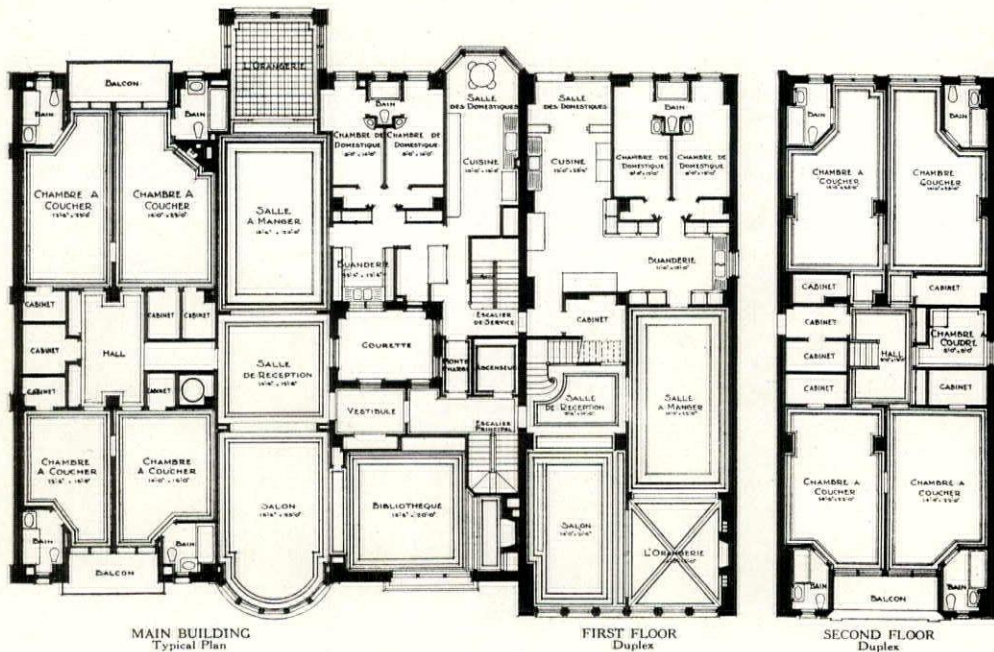 L'ORANGERIE
BALCON
BAIN
BAIN
CHAMBRE A
COUCHER
CHAMBRE A
COUCHER
SALLE
A MANGER
BAIN
CHAMBRE DE
DOMESTIQUE
CHAMBRE DE
DOMESTIQUE
SALLE
DES DOMESTIQUES
CUISINE
BUANDERIE
CABINET
CABINET
CABINET
CABINET
HALL
CABINET
CABINET
SALLE
DE RECEPTION
COURETTE
ESCALIER
DE SERVICE
MONTE
CHARGE
ASCENSEUR
VESTIBULE
ESCALIER
PRINCIPAL
CHAMBRE
A COUCHER
CHAMBRE
A COUCHER
SALON
BIBLIOTHEQUE
BAIN
BAIN
BALCON
MAIN BUILDING
Typical Plan
SALLE
DES DOMESTIQUES
BAIN
CUISINE
CHAMBRE DE
DOMESTIQUE
CHAMBRE DE
DOMESTIQUE
BUANDERIE
CABINET
SALLE
DE RECEPTION
SALLE
A MANGER
SALON
L'ORANGERIE
FIRST FLOOR
Duplex
BAIN
BAIN
CHAMBRE A
COUCHER
CHAMBRE
COUCHER
CABINET
CABINET
CABINET
CABINET
HALL
CHAMBRE A
COUDRE
CABINET
CABINET
CHAMBRE A
COUCHER
CHAMBRE A
COUCHER
BAIN
BAIN
BALCON
SECOND FLOOR
Duplex